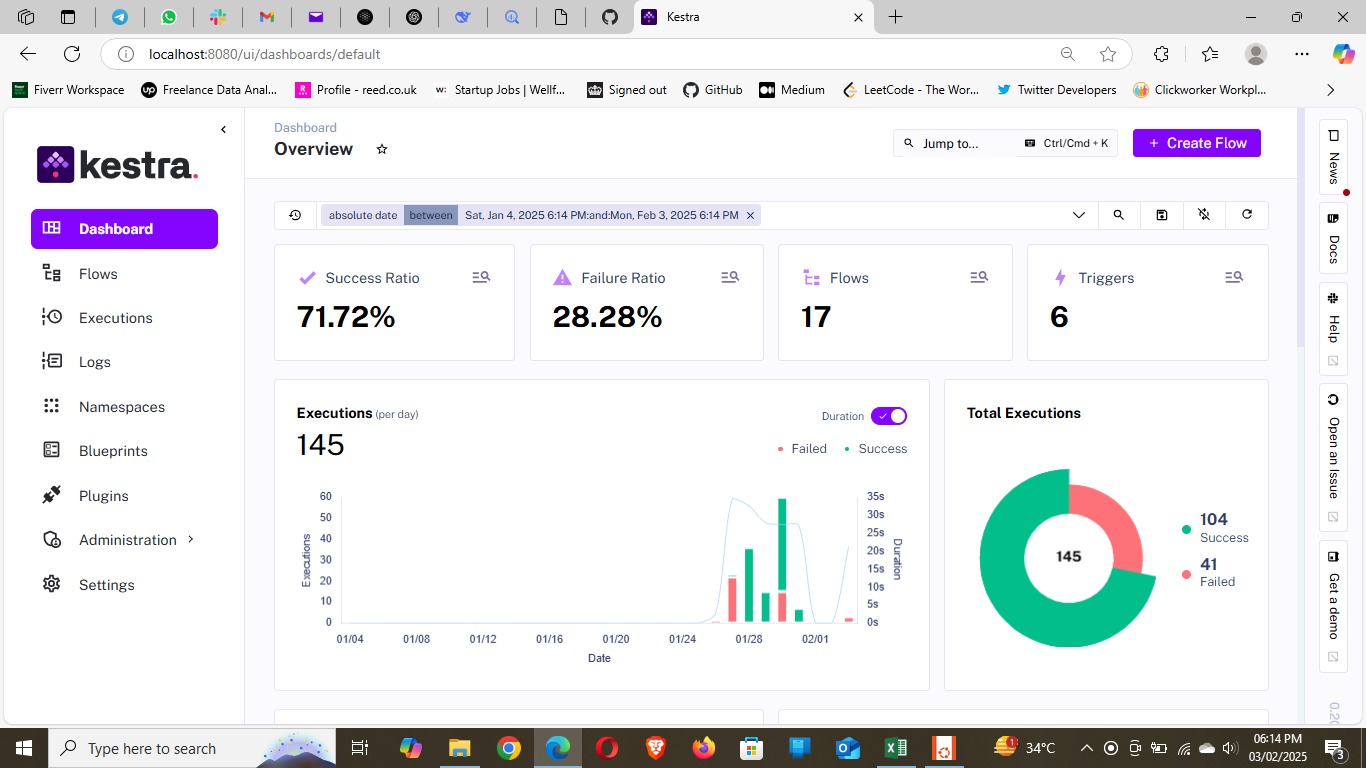 Kestra
localhost:8080/ui/dashboards/default
Fiverr Workspace
Freelance Data Anal...
Profile - reed.co.uk
Startup Jobs | Wellf...
Signed out
GitHub
Medium
LeetCode - The Wor...
Twitter Developers
Clickworker Workpl...
kestra.
Dashboard
Flows
Executions
Logs
Namespaces
Blueprints
Plugins
Administration
Settings
Dashboard
Overview
Jump to...
Ctrl/Cmd + K
+ Create Flow
absolute date between Sat, Jan 4, 2025 6:14 PM:and:Mon, Feb 3, 2025 6:14 PM
Success Ratio
71.72%
Failure Ratio
28.28%
Flows
17
Triggers
6
Executions (per day)
145
Duration
Failed
Success
60
50
40
30
20
10
0
Executions
35s
30s
25s
20s
15s
10s
5s
0s
Duration
01/04
01/08
01/12
01/16
01/20
01/24
01/28
02/01
Date
Total Executions
145
104
Success
41
Failed
News
Docs
Help
Open an Issue
Get a demo
Type here to search
1
34°C
06:14 PM
03/02/2025
3